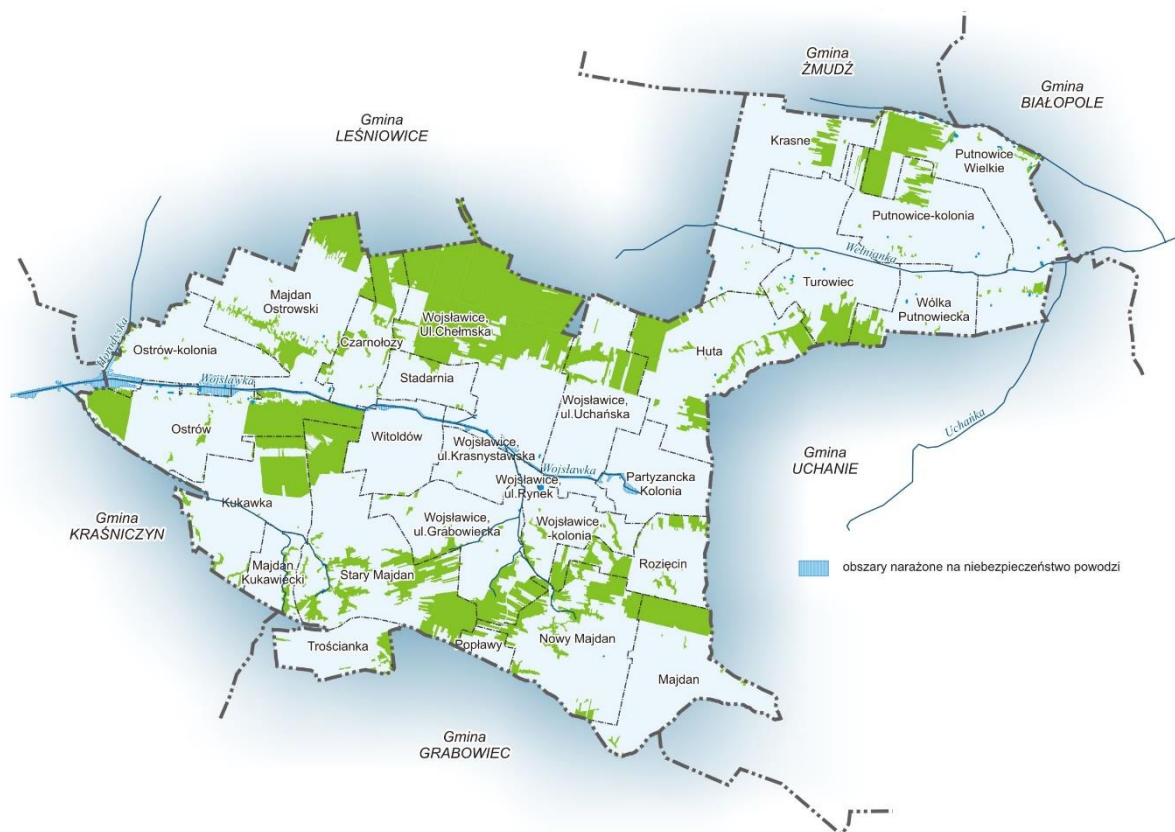 Gmina
ŻMUDŹ
Gmina
BIAŁOPOLE
Gmina
LEŚNIOWICE
Krasne
Putnowice
Wielkie
Putnowice-kolonia
Wełnianka
Turowiec
Wólka
Putnowiecka
Majdan
Ostrowski
Wojsławice,
Ul.Chełmska
Czarnołozy
Huta
Horodyska
Ostrów-kolonia
Stadarnia
Wojsławka
Wojsławice,
ul.Uchańska
Uchańka
Ostrów
Witoldów
Wojsławice,
ul.Krasnystawska
Wojsławka
Gmina
UCHANIE
Partyzancka
Kolonia
Wojsławice,
ul.Rynek
Kukawka
Gmina
KRAŚNICZYN
Wojsławice,
ul.Grabowiecka
Wojsławice
-kolonia
Majdan
Kukawiecki
Stary Majdan
Rozięcin
obszary narażone na niebezpieczeństwo powodzi
Trościanka
Popławy
Nowy Majdan
Majdan
Gmina
GRABOWIEC